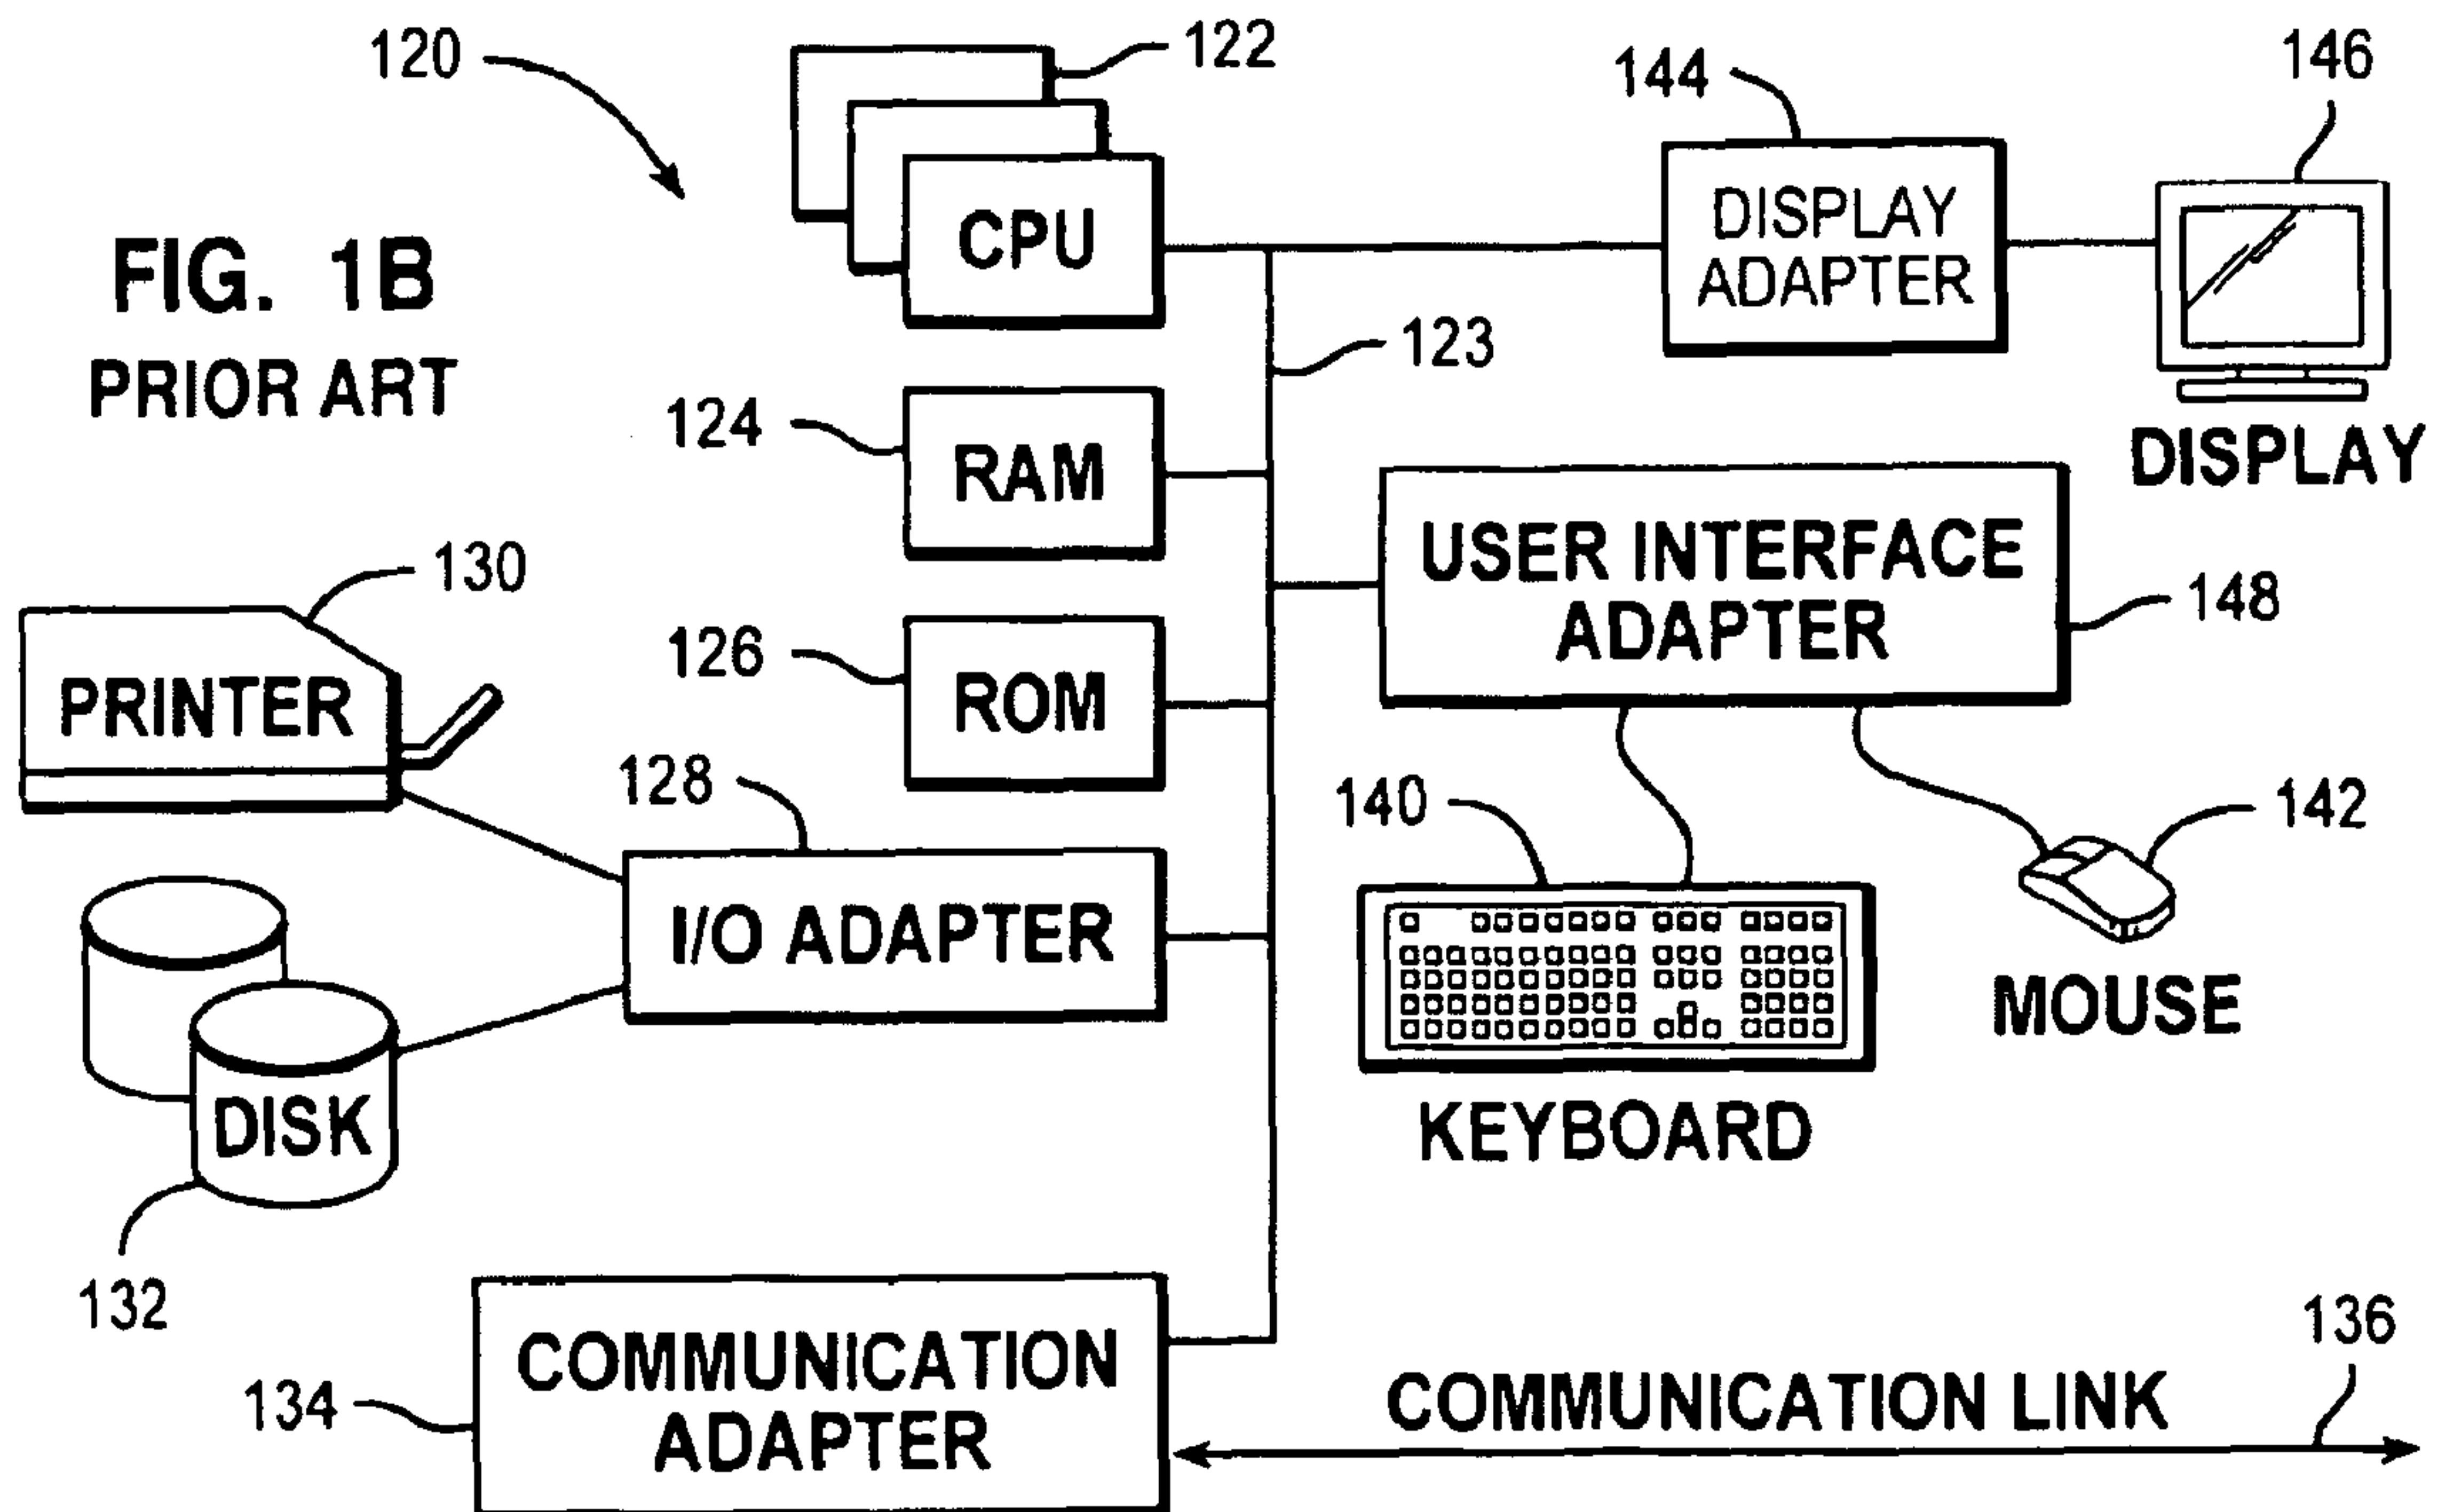 120
122
144
146
CPU
DISPLAY
ADAPTER
FIG. 1B
PRIOR ART
123
124
RAM
DISPLAY
USER INTERFACE
ADAPTER
148
130
PRINTER
126
ROM
128
I/O ADAPTER
140
142
MOUSE
KEYBOARD
DISK
132
COMMUNICATION
ADAPTER
134
COMMUNICATION LINK
136